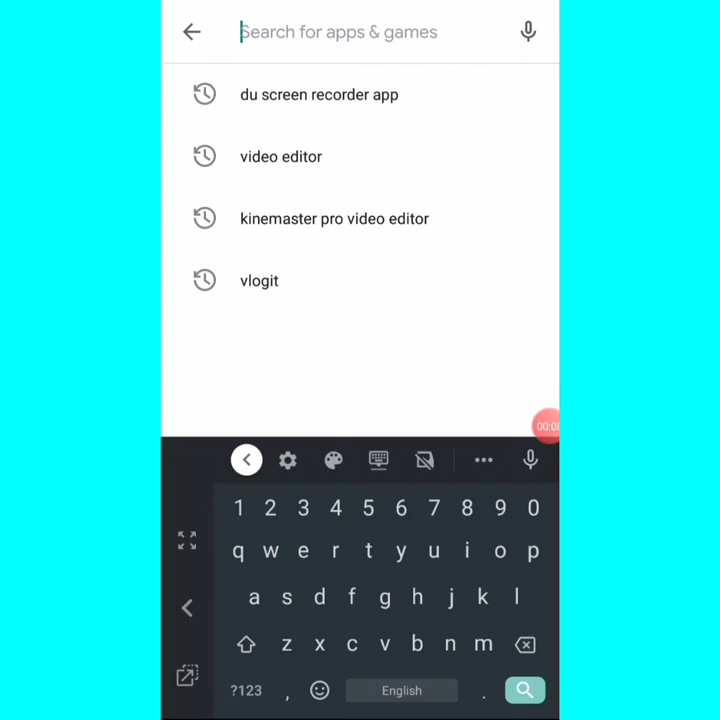 Search for apps & games
du screen recorder app
video editor
kinemaster pro video editor
vlogit
1 2 3 4 5 6 7 8 9 0
q w e r t y u i o p
a s d f g h j k l
z x c v b n m
?123 , English .